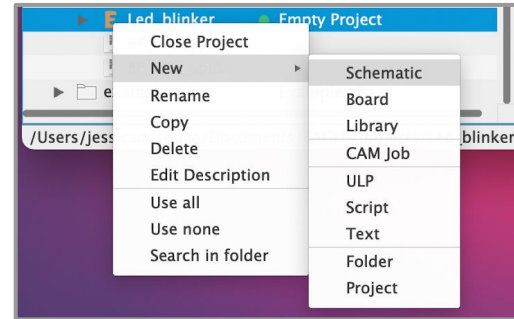 Led_blinker Empty Project
Close Project
New
Rename
Copy
Delete
Edit Description
Use all
Use none
Search in folder
Schematic
Board
Library
CAM Job
ULP
Script
Text
Folder
Project
/Users/jess
blinker